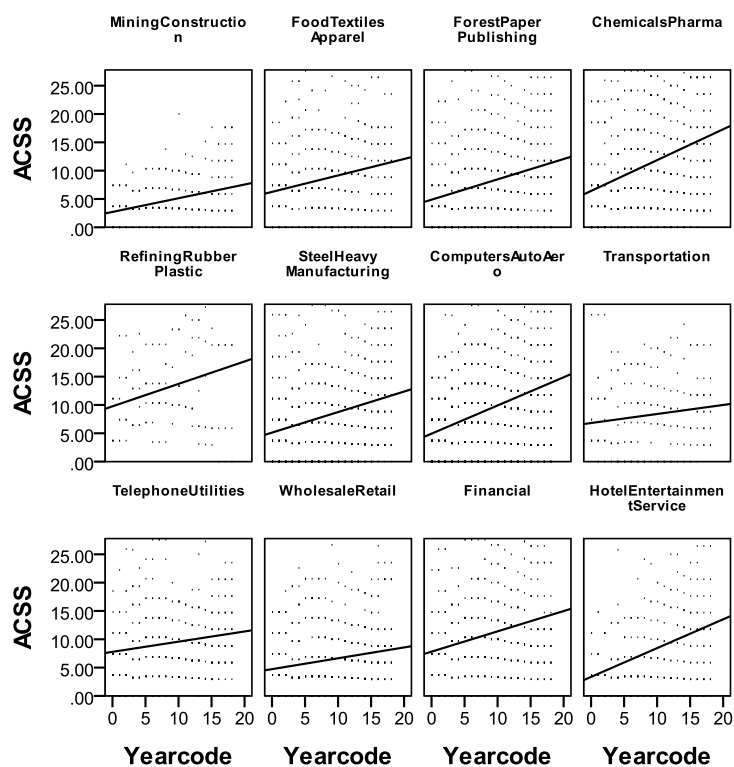 MiningConstructio
n
FoodTextiles
Apparel
ForestPaper
Publishing
ChemicalsPharma
ACSS
25.00
20.00
15.00
10.00
5.00
.00
RefiningRubber
Plastic
SteelHeavy
Manufacturing
ComputersAutoAer
o
Transportation
ACSS
25.00
20.00
15.00
10.00
5.00
.00
TelephoneUtilities
WholesaleRetail
Financial
HotelEntertainmen
tService
ACSS
25.00
20.00
15.00
10.00
5.00
.00
0 5 10 15 20
0 5 10 15 20
0 5 10 15 20
0 5 10 15 20
Yearcode
Yearcode
Yearcode
Yearcode